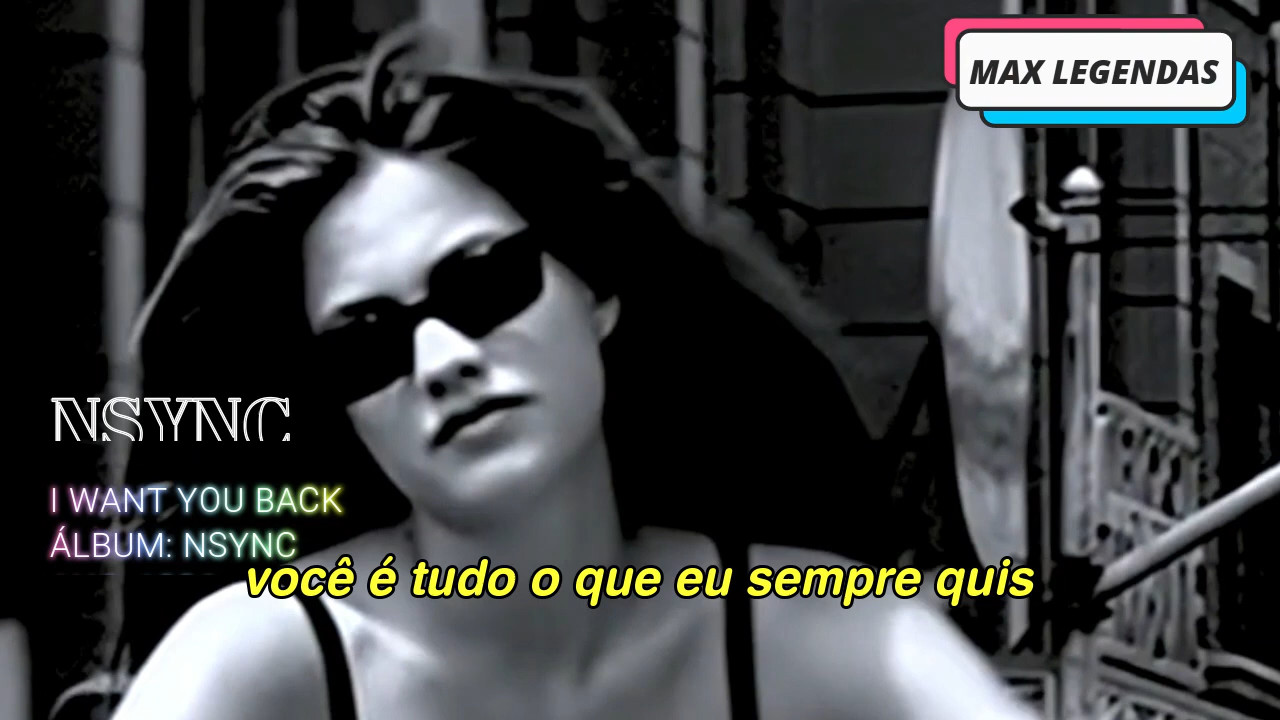 MAX LEGENDAS
NSYNC
I WANT YOU BACK
ÁLBUM: NSYNC
você é tudo o que eu sempre quis